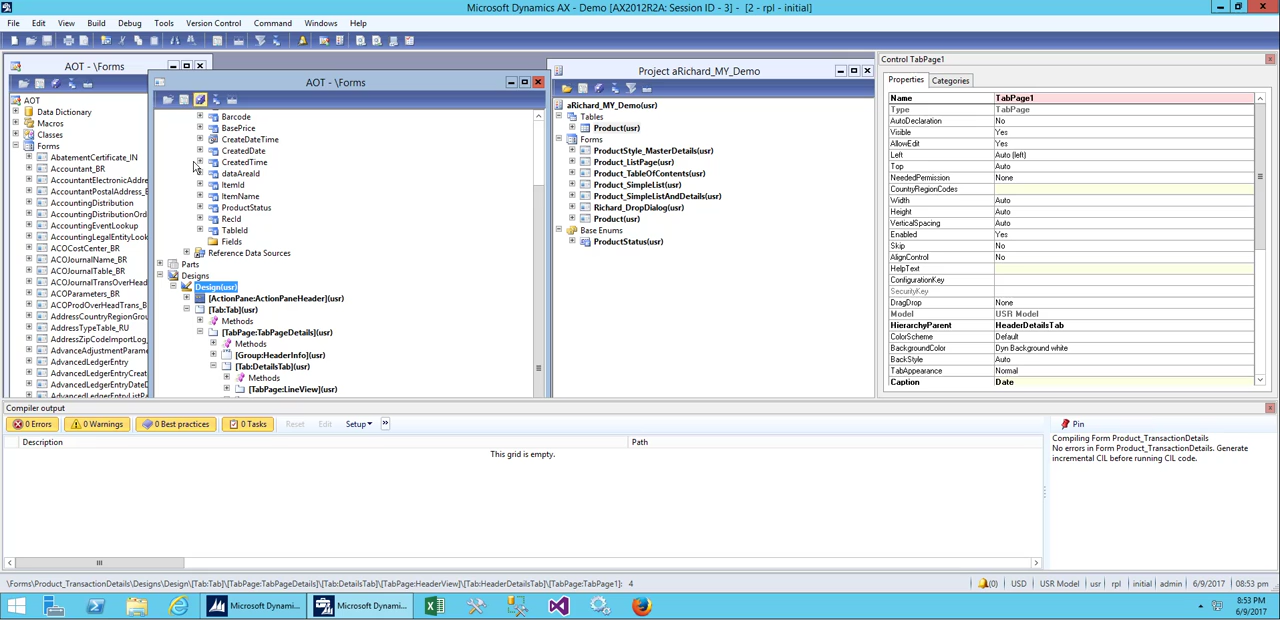 Microsoft Dynamics AX - Demo [AX2012R2A: Session ID - 3] - [2 - rpl - initial]
File Edit View Build Debug Tools Version Control Command Windows Help
AOT - \Forms
AOT
Data Dictionary
Macros
Classes
Forms
AbatementCertificate_IN
Accountant_BR
AccountantElectronicAddre
AccountantPostalAddress_B
AccountingDistribution
AccountingDistributionOrd
AccountingEventLookup
AccountingLegalEntityLook
ACOCostCenter_BR
ACOJournalName_BR
ACOJournalTable_BR
ACOJournalTransOverHead
ACOParameters_BR
ACOProdOverHeadTrans_B
AddressCountryRegionGrou
AddressTypeTable_RU
AddressZipCodeImportLog_
AdvanceAdjustmentParame
AdvancedLedgerEntry
AdvancedLedgerEntryCreat
AdvancedLedgerEntryDateD
AOT - \Forms
Barcode
BasePrice
CreateDateTime
CreatedDate
CreatedTime
dataAreaId
ItemId
ItemName
ProductStatus
RecId
TableId
Fields
Reference Data Sources
Parts
Designs
Design(usr)
[ActionPane:ActionPaneHeader](usr)
[Tab:Tab](usr)
Methods
[TabPage:TabPageDetails](usr)
Methods
[Group:HeaderInfo](usr)
[Tab:DetailsTab](usr)
Methods
[TabPage:LineView](usr)
Project aRichard_MY_Demo
aRichard_MY_Demo(usr)
Tables
Product(usr)
Forms
ProductStyle_MasterDetails(usr)
Product_ListPage(usr)
Product_TableOfContents(usr)
Product_SimpleList(usr)
Product_SimpleListAndDetails(usr)
Richard_DropDialog(usr)
Product(usr)
Base Enums
ProductStatus(usr)
Control TabPage1
Properties Categories
Name TabPage1
Type TabPage
AutoDeclaration No
Visible Yes
AllowEdit Yes
Left Auto (left)
Top Auto
NeededPermission None
CountryRegionCodes
Width Auto
Height Auto
VerticalSpacing Auto
Enabled Yes
Skip No
AlignControl No
HelpText
ConfigurationKey
SecurityKey
DragDrop None
Model USR Model
HierarchyParent HeaderDetailsTab
ColorScheme Default
BackgroundColor Dyn Background white
BackStyle Auto
TabAppearance Normal
Caption Date
Compiler output
0 Errors 0 Warnings 0 Best practices 0 Tasks Reset Edit Setup
Description Path
This grid is empty.
Pin
Compiling Form Product_TransactionDetails
No errors in Form Product_TransactionDetails. Generate
incremental CIL before running CIL code.
\Forms\Product_TransactionDetails\Designs\Design\[Tab:Tab]\[TabPage:TabPageDetails]\[Tab:DetailsTab]\[TabPage:HeaderView]\[Tab:HeaderDetailsTab]\[TabPage:TabPage1]: 4
(0) USD USR Model usr rpl initial admin 6/9/2017 08:53 pm
Microsoft Dynami... Microsoft Dynami...
8:53 PM
6/9/2017